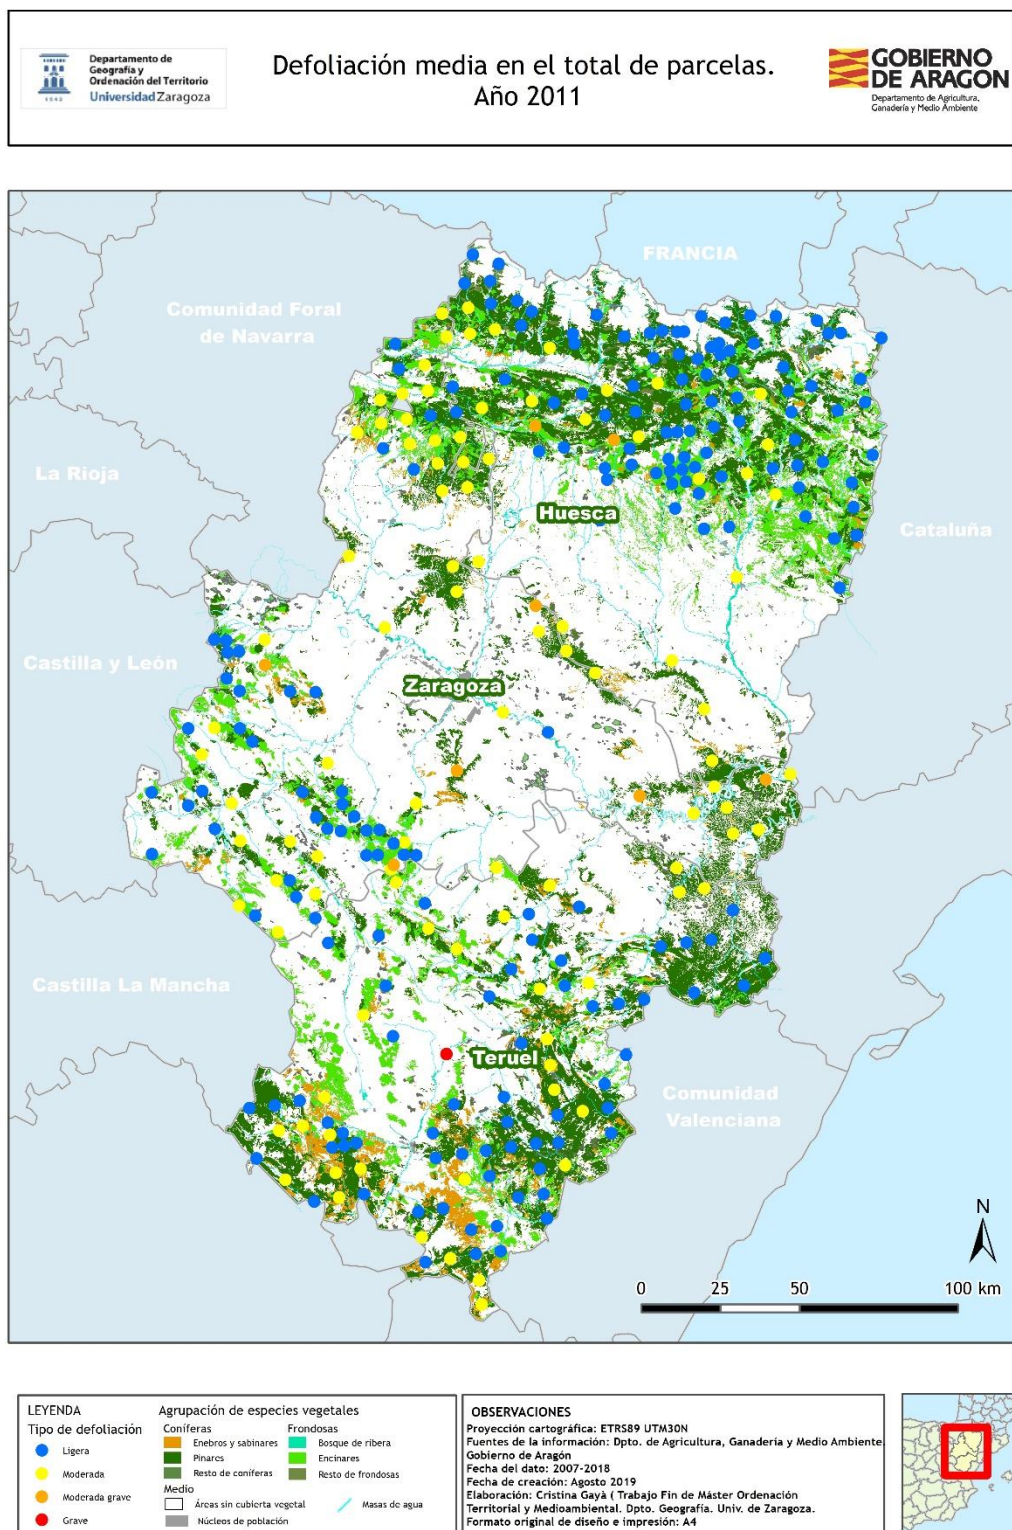 Departamento de
Geografía y
Ordenación del Territorio
Universidad Zaragoza
1542
Defoliación media en el total de parcelas.
Año 2011
GOBIERNO
DE ARAGON
Departamento de Agricultura,
Ganadería y Medio Ambiente
FRANCIA
Comunidad Foral
de Navarra
La Rioja
Huesca
Cataluña
Castilla y León
Zaragoza
Castilla La Mancha
Teruel
Comunidad
Valenciana
N
0 25 50 100 km
LEYENDA
Tipo de defoliación
Ligera
Moderada
Moderada grave
Grave
Agrupación de especies vegetales
Coníferas
Enebros y sabinares
Pinares
Resto de coníferas
Frondosas
Bosque de ribera
Encinares
Resto de frondosas
Medio
Áreas sin cubierta vegetal
Masas de agua
Núcleos de población
OBSERVACIONES
Proyección cartográfica: ETRS89 UTM30N
Fuentes de la información: Dpto. de Agricultura, Ganadería y Medio Ambiente.
Gobierno de Aragón
Fecha del dato: 2007-2018
Fecha de creación: Agosto 2019
Elaboración: Cristina Gayà ( Trabajo Fin de Máster Ordenación
Territorial y Medioambiental. Dpto. Geografía. Univ. de Zaragoza.
Formato original de diseño e impresión: A4